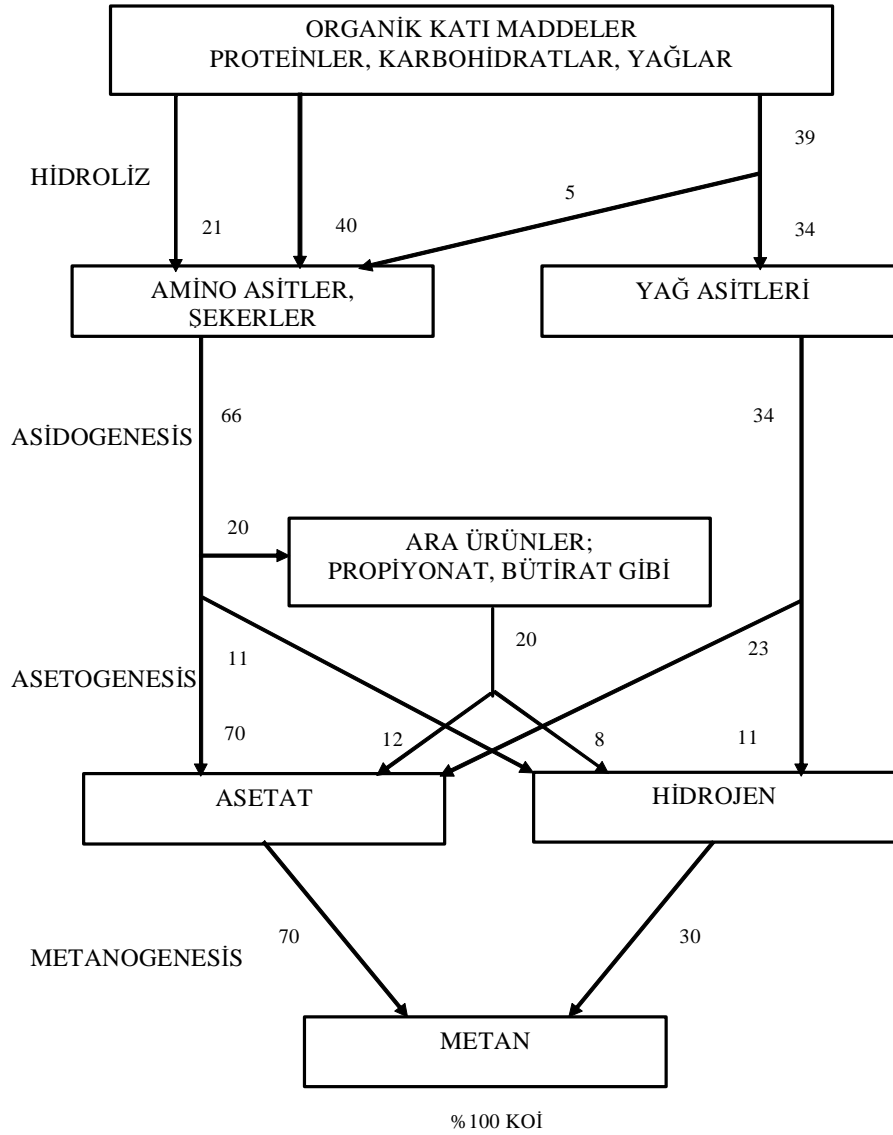 ORGANİK KATI MADDELER
PROTEİNLER, KARBOHİDRATLAR, YAĞLAR
39
HİDROLİZ
5
21
40
34
AMİNO ASİTLER,
ŞEKERLER
YAĞ ASİTLERİ
66
34
ASİDOGENESİS
20
ARA ÜRÜNLER;
PROPİYONAT, BÜTİRAT GİBİ
11
20
23
ASETOGENESİS
70
12
8
11
ASETAT
HİDROJEN
70
30
METANOGENESİS
METAN
%100 KOİ